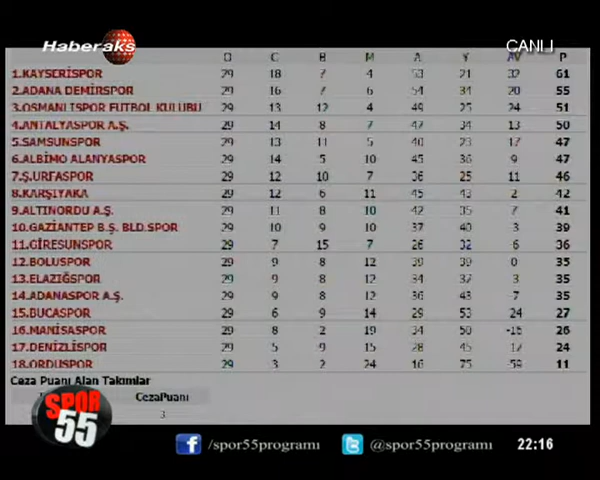 Haberaks CANLI
O G B M A Y AV P
1.KAYSERİSPOR 29 18 7 4 53 21 32 61
2.ADANA DEMİRSPOR 29 16 7 6 54 34 20 55
3.OSMANLISPOR FUTBOL KULUBU 29 13 12 4 49 25 24 51
4.ANTALYASPOR A.Ş. 29 14 8 7 47 34 13 50
5.SAMSUNSPOR 29 13 11 5 40 23 17 47
6.ALBİMO ALANYASPOR 29 14 5 10 45 36 9 47
7.Ş.URFASPOR 29 12 10 7 36 25 11 46
8.KARŞIYAKA 29 12 6 11 45 43 2 42
9.ALTINORDU A.Ş. 29 11 8 10 42 35 7 41
10.GAZİANTEP B.Ş. BLD.SPOR 29 10 9 10 37 40 3 39
11.GİRESUNSPOR 29 7 15 7 26 32 6 36
12.BOLUSPOR 29 9 8 12 39 39 0 35
13.ELAZIĞSPOR 29 9 8 12 34 37 3 35
14.ADANASPOR A.Ş. 29 9 8 12 36 43 7 35
15.BUCASPOR 29 6 9 14 29 53 24 27
16.MANİSASPOR 29 8 2 19 34 50 -16 26
17.DENİZLİSPOR 29 5 9 15 28 45 17 24
18.ORDUSPOR 29 3 2 24 16 75 59 11
Ceza Puanı Alan Takımlar
CezaPuanı
3
SPOR
55
/spor55programı @spor55programı 22:16